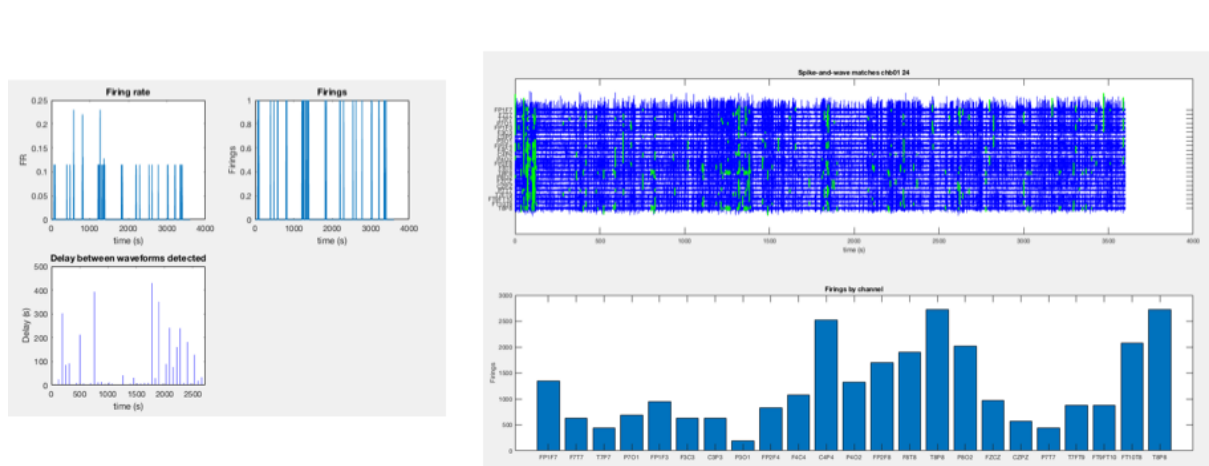 Firing rate
0.25
0.2
0.15
0.1
0.05
0
FR
0 1000 2000 3000 4000
time (s)
Firings
1
0.8
0.6
0.4
0.2
0
Firings
0 1000 2000 3000 4000
time (s)
Delay between waveforms detected
500
400
300
200
100
0
Delay (s)
0 500 1000 1500 2000 2500
time (s)
Spike-and-wave matches chb01 24
FP1F7
0 500 1000 1500 2000 2500 3000 3500 4000
time (s)
Firings by channel
3000
2500
2000
1500
1000
500
0
Firings
FP1F7 F7T7 T7P7 P7O1 FP1F3 F3C3 C3P3 P3O1 FP2F4 F4C4 C4P4 P4O2 FP2F8 F8T8 T8P8 P8O2 FZCZ CZPZ P7T7 T7FT9 FT9FT10 FT10T8 T8P8